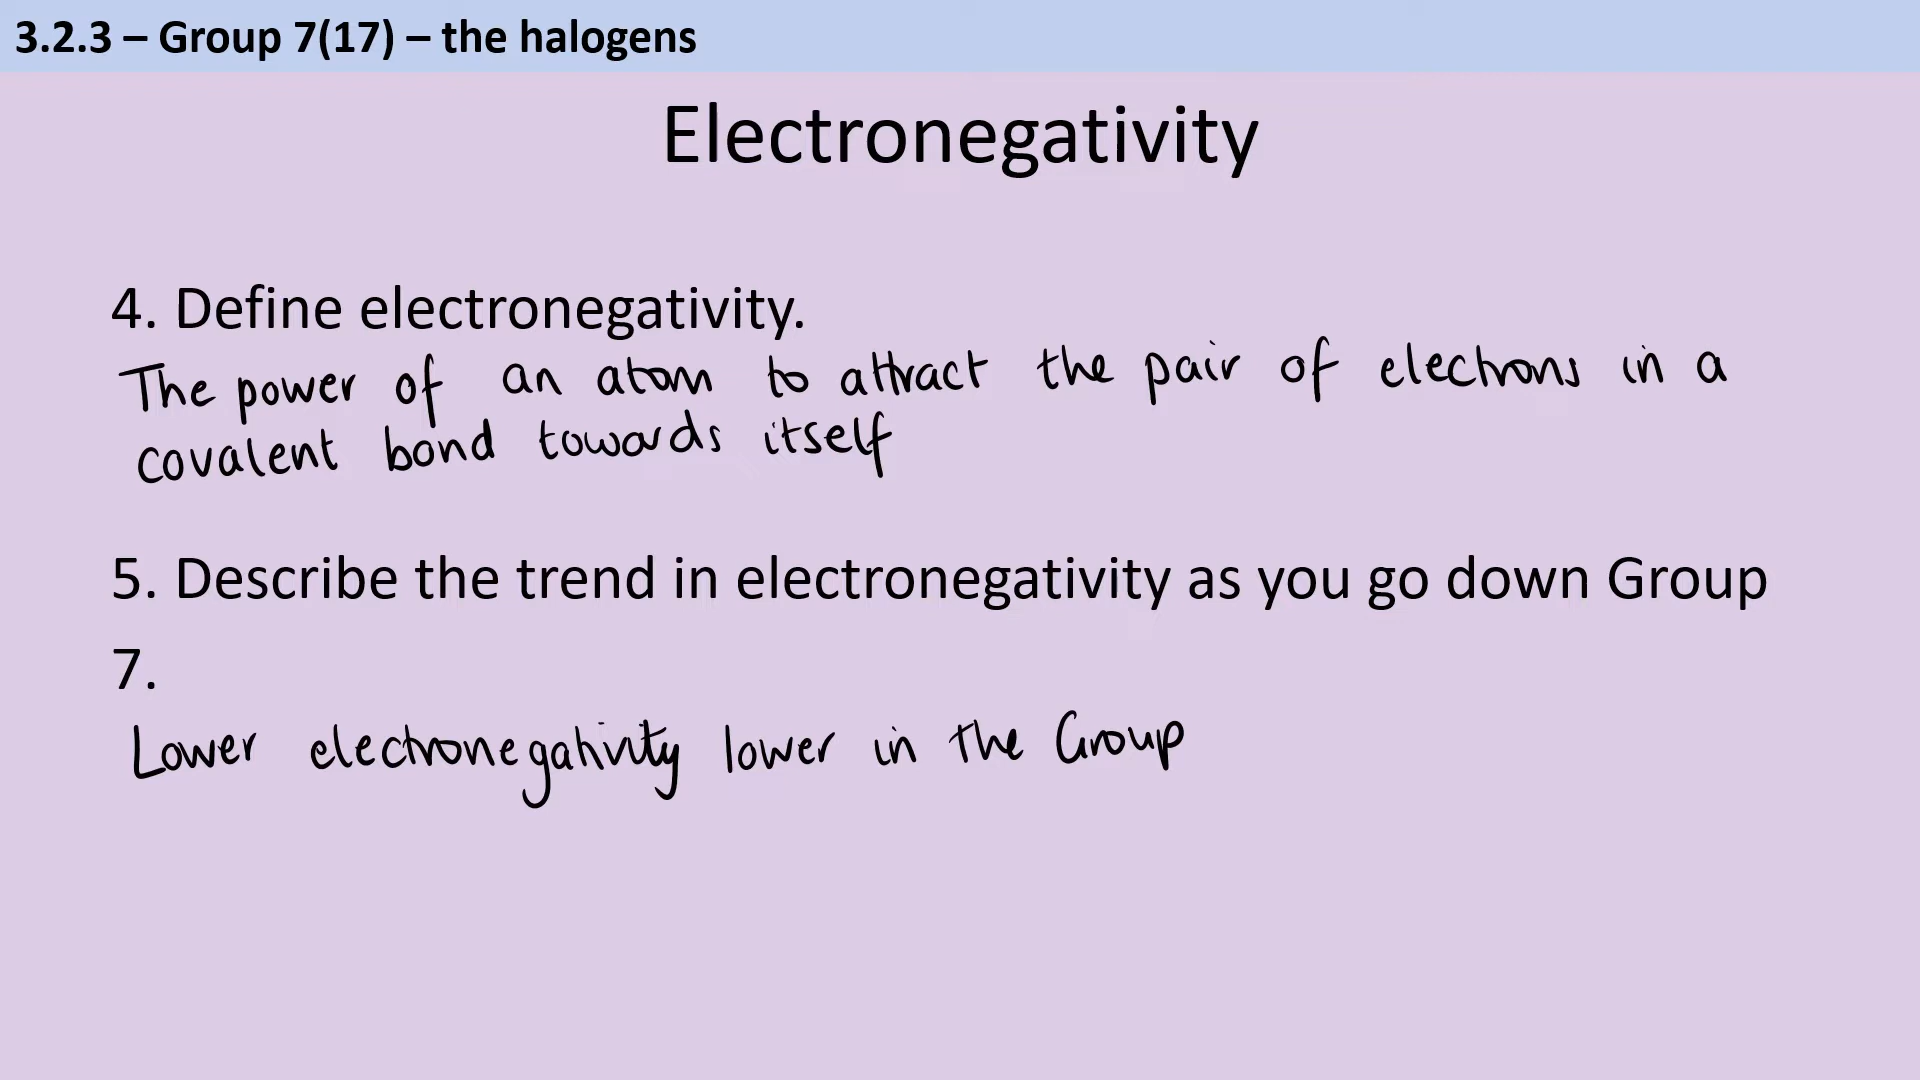 3.2.3 – Group 7(17) – the halogens
Electronegativity
4. Define electronegativity.
The power of an atom to attract the pair of electrons in a
covalent bond towards itself
5. Describe the trend in electronegativity as you go down Group
7.
Lower electronegativity lower in the Group